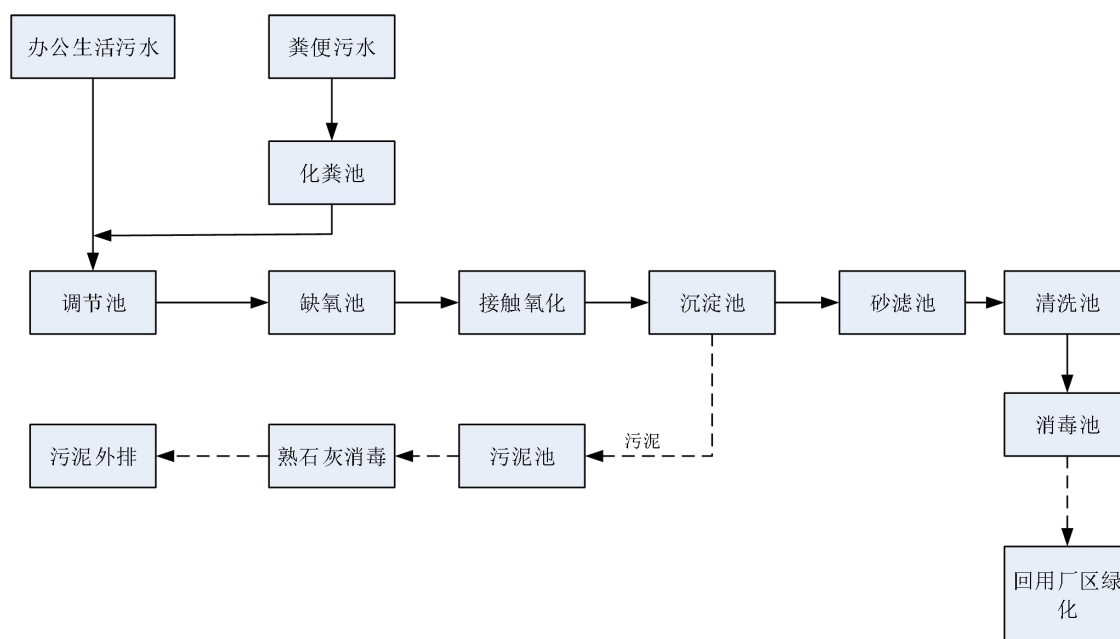 办公生活污水
粪便污水
化粪池
调节池
缺氧池
接触氧化
沉淀池
砂滤池
清洗池
消毒池
污泥外排
熟石灰消毒
污泥池
污泥
回用厂区绿
化